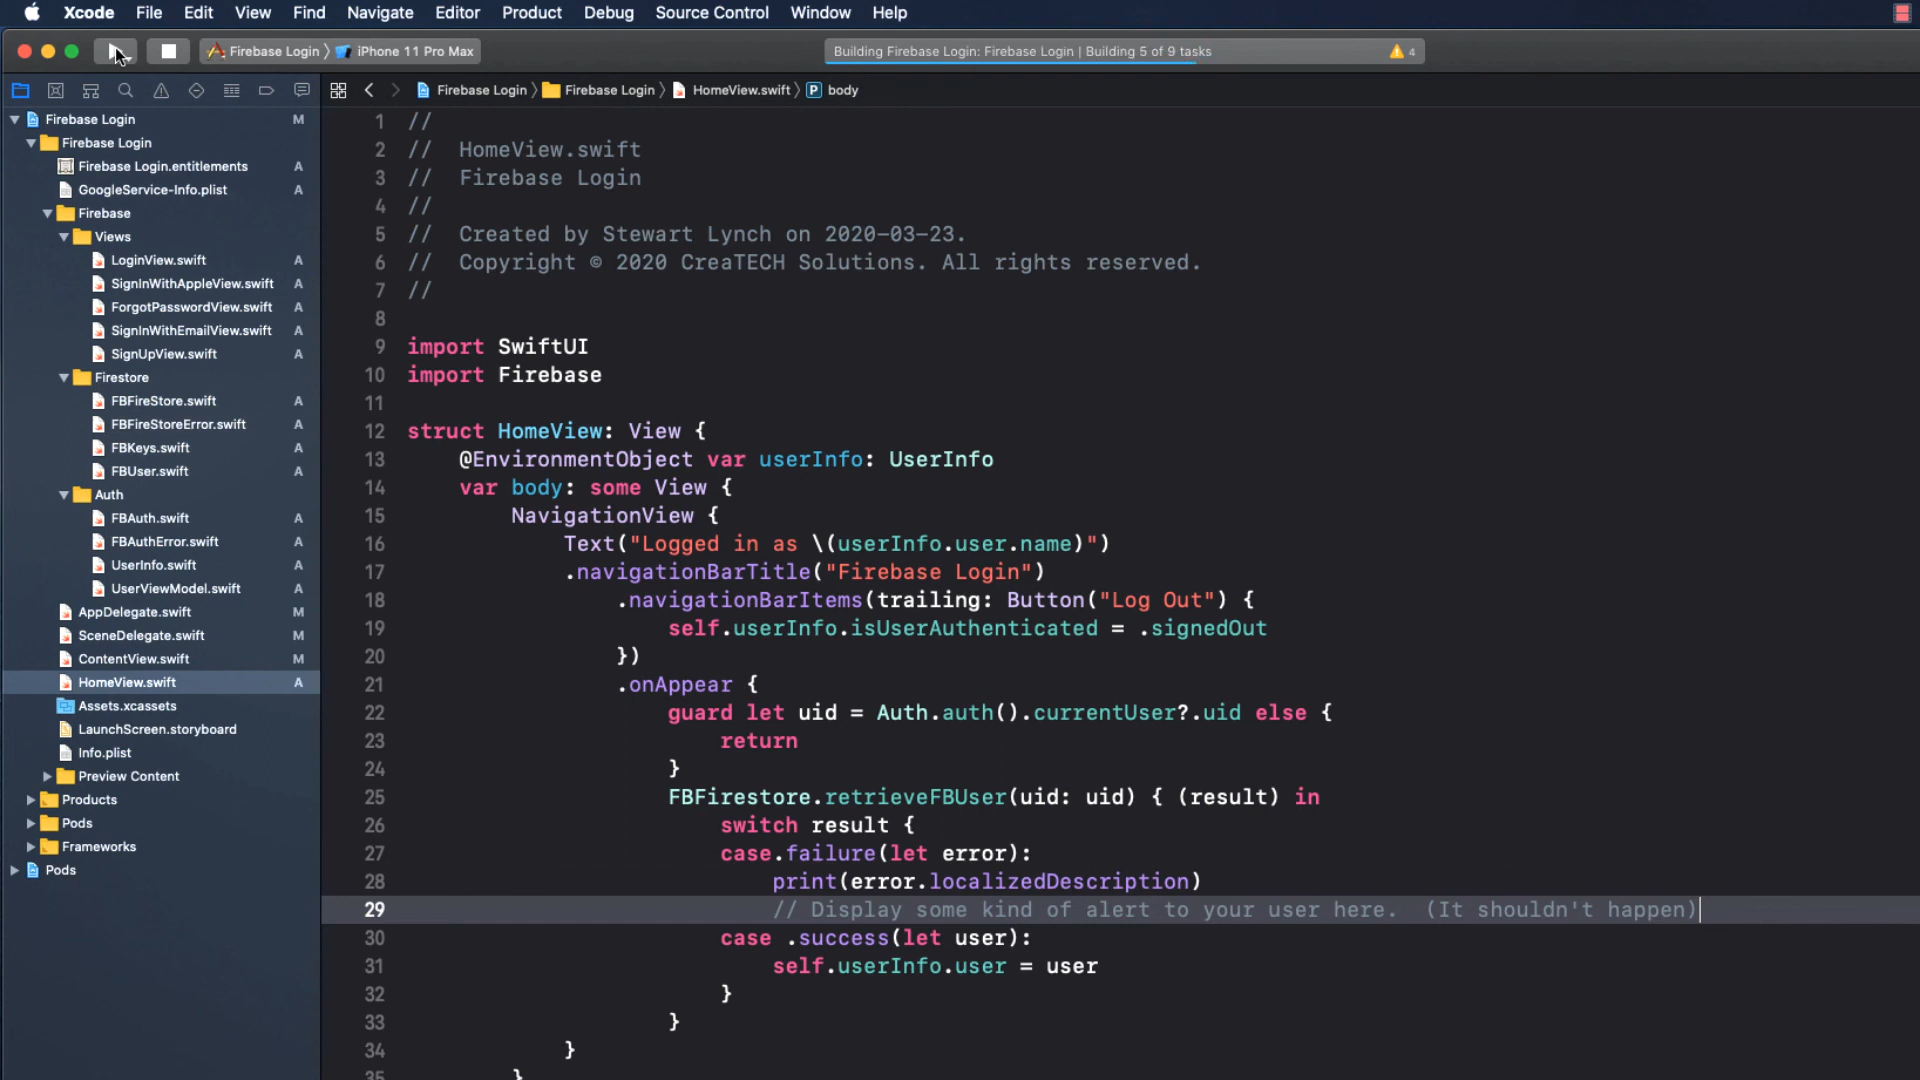 Xcode File Edit View Find Navigate Editor Product Debug Source Control Window Help
Firebase Login 〉 iPhone 11 Pro Max
Building Firebase Login: Firebase Login | Building 5 of 9 tasks
4
Firebase Login 〉 Firebase Login 〉 HomeView.swift 〉 P body
Firebase Login M
Firebase Login
Firebase Login.entitlements A
GoogleService-Info.plist A
Firebase
Views
LoginView.swift A
SignInWithAppleView.swift A
ForgotPasswordView.swift A
SignInWithEmailView.swift A
SignUpView.swift A
Firestore
FBFireStore.swift A
FBFireStoreError.swift A
FBKeys.swift A
FBUser.swift A
Auth
FBAuth.swift A
FBAuthError.swift A
UserInfo.swift A
UserViewModel.swift A
AppDelegate.swift M
SceneDelegate.swift M
ContentView.swift M
HomeView.swift A
Assets.xcassets
LaunchScreen.storyboard
Info.plist
Preview Content
Products
Pods
Frameworks
Pods
1 //
2 // HomeView.swift
3 // Firebase Login
4 //
5 // Created by Stewart Lynch on 2020-03-23.
6 // Copyright © 2020 CreaTECH Solutions. All rights reserved.
7 //
8
9 import SwiftUI
10 import Firebase
11
12 struct HomeView: View {
13 @EnvironmentObject var userInfo: UserInfo
14 var body: some View {
15 NavigationView {
16 Text("Logged in as \(userInfo.user.name)")
17 .navigationBarTitle("Firebase Login")
18 .navigationBarItems(trailing: Button("Log Out") {
19 self.userInfo.isUserAuthenticated = .signedOut
20 })
21 .onAppear {
22 guard let uid = Auth.auth().currentUser?.uid else {
23 return
24 }
25 FBFirestore.retrieveFBUser(uid: uid) { (result) in
26 switch result {
27 case.failure(let error):
28 print(error.localizedDescription)
29 // Display some kind of alert to your user here. (It shouldn't happen)
30 case .success(let user):
31 self.userInfo.user = user
32 }
33 }
34 }
35 }